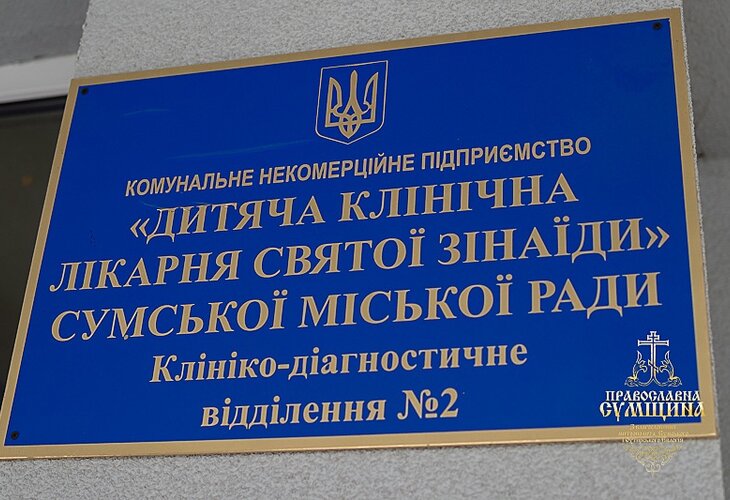 КОМУНАЛЬНЕ НЕКОМЕРЦІЙНЕ ПІДПРИЄМСТВО
«ДИТЯЧА КЛІНІЧНА
ЛІКАРНЯ СВЯТОЇ ЗІНАЇДИ»
СУМСЬКОЇ МІСЬКОЇ РАДИ
Клініко-діагностичне
відділення №2
ПРАВОСЛАВНА
СУМЩИНА